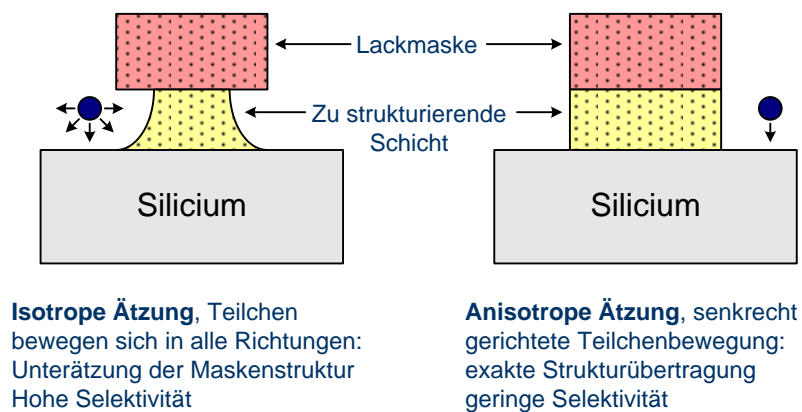 Lackmaske
Zu strukturierende
Schicht
Silicium
Silicium
Isotrope Ätzung, Teilchen
bewegen sich in alle Richtungen:
Unterätzung der Maskenstruktur
Hohe Selektivität
Anisotrope Ätzung, senkrecht
gerichtete Teilchenbewegung:
exakte Strukturübertragung
geringe Selektivität